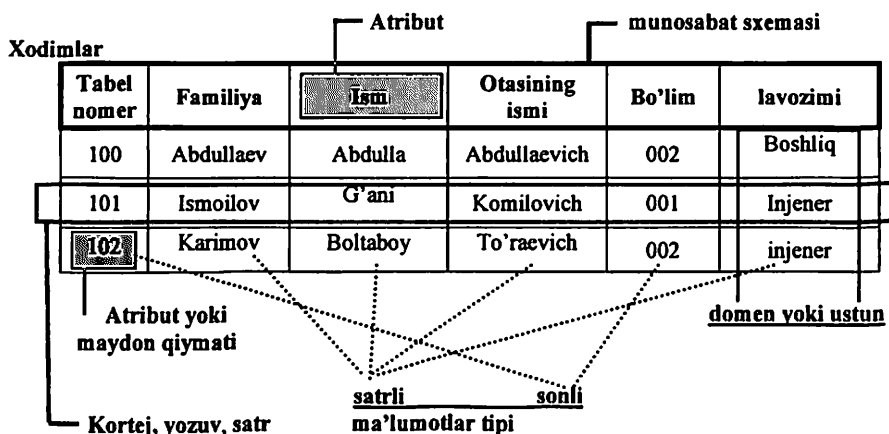 Atribut munosabat sxemasi
Xodimlar
Tabel nomer Familiya Ism Otasining ismi Bo'lim lavozimi
100 Abdullaev Abdulla Abdullaevich 002 Boshliq
101 Ismoilov G'ani Komilovich 001 Injener
102 Karimov Boltaboy To'raevich 002 injener
Atribut yoki maydon qiymati
domen yoki ustun
satrli sonli
Kortej, yozuv, satr
ma'lumotlar tipi